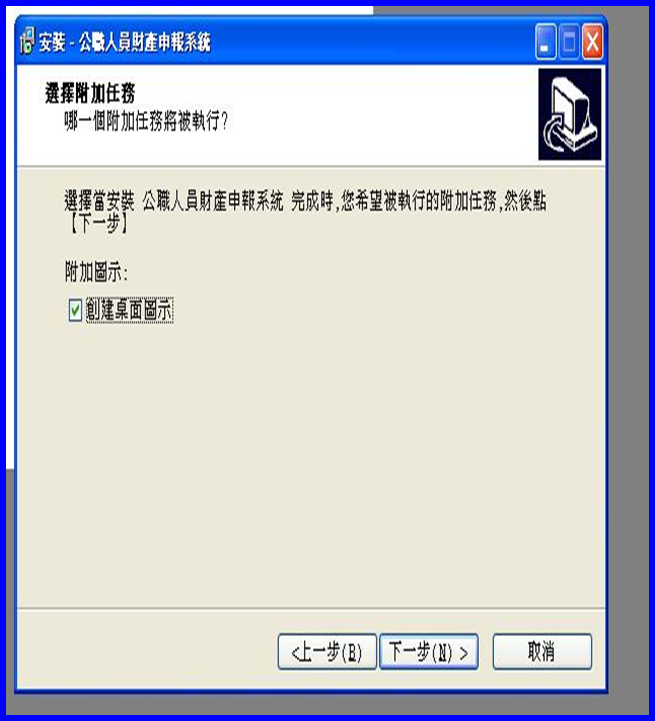 安裝 - 公職人員財產申報系統
選擇附加任務
哪一個附加任務將被執行?
選擇當安裝 公職人員財產申報系統 完成時,您希望被執行的附加任務,然後點
【下一步】
附加圖示:
創建桌面圖示
<上一步(B)
下一步(N) >
取消